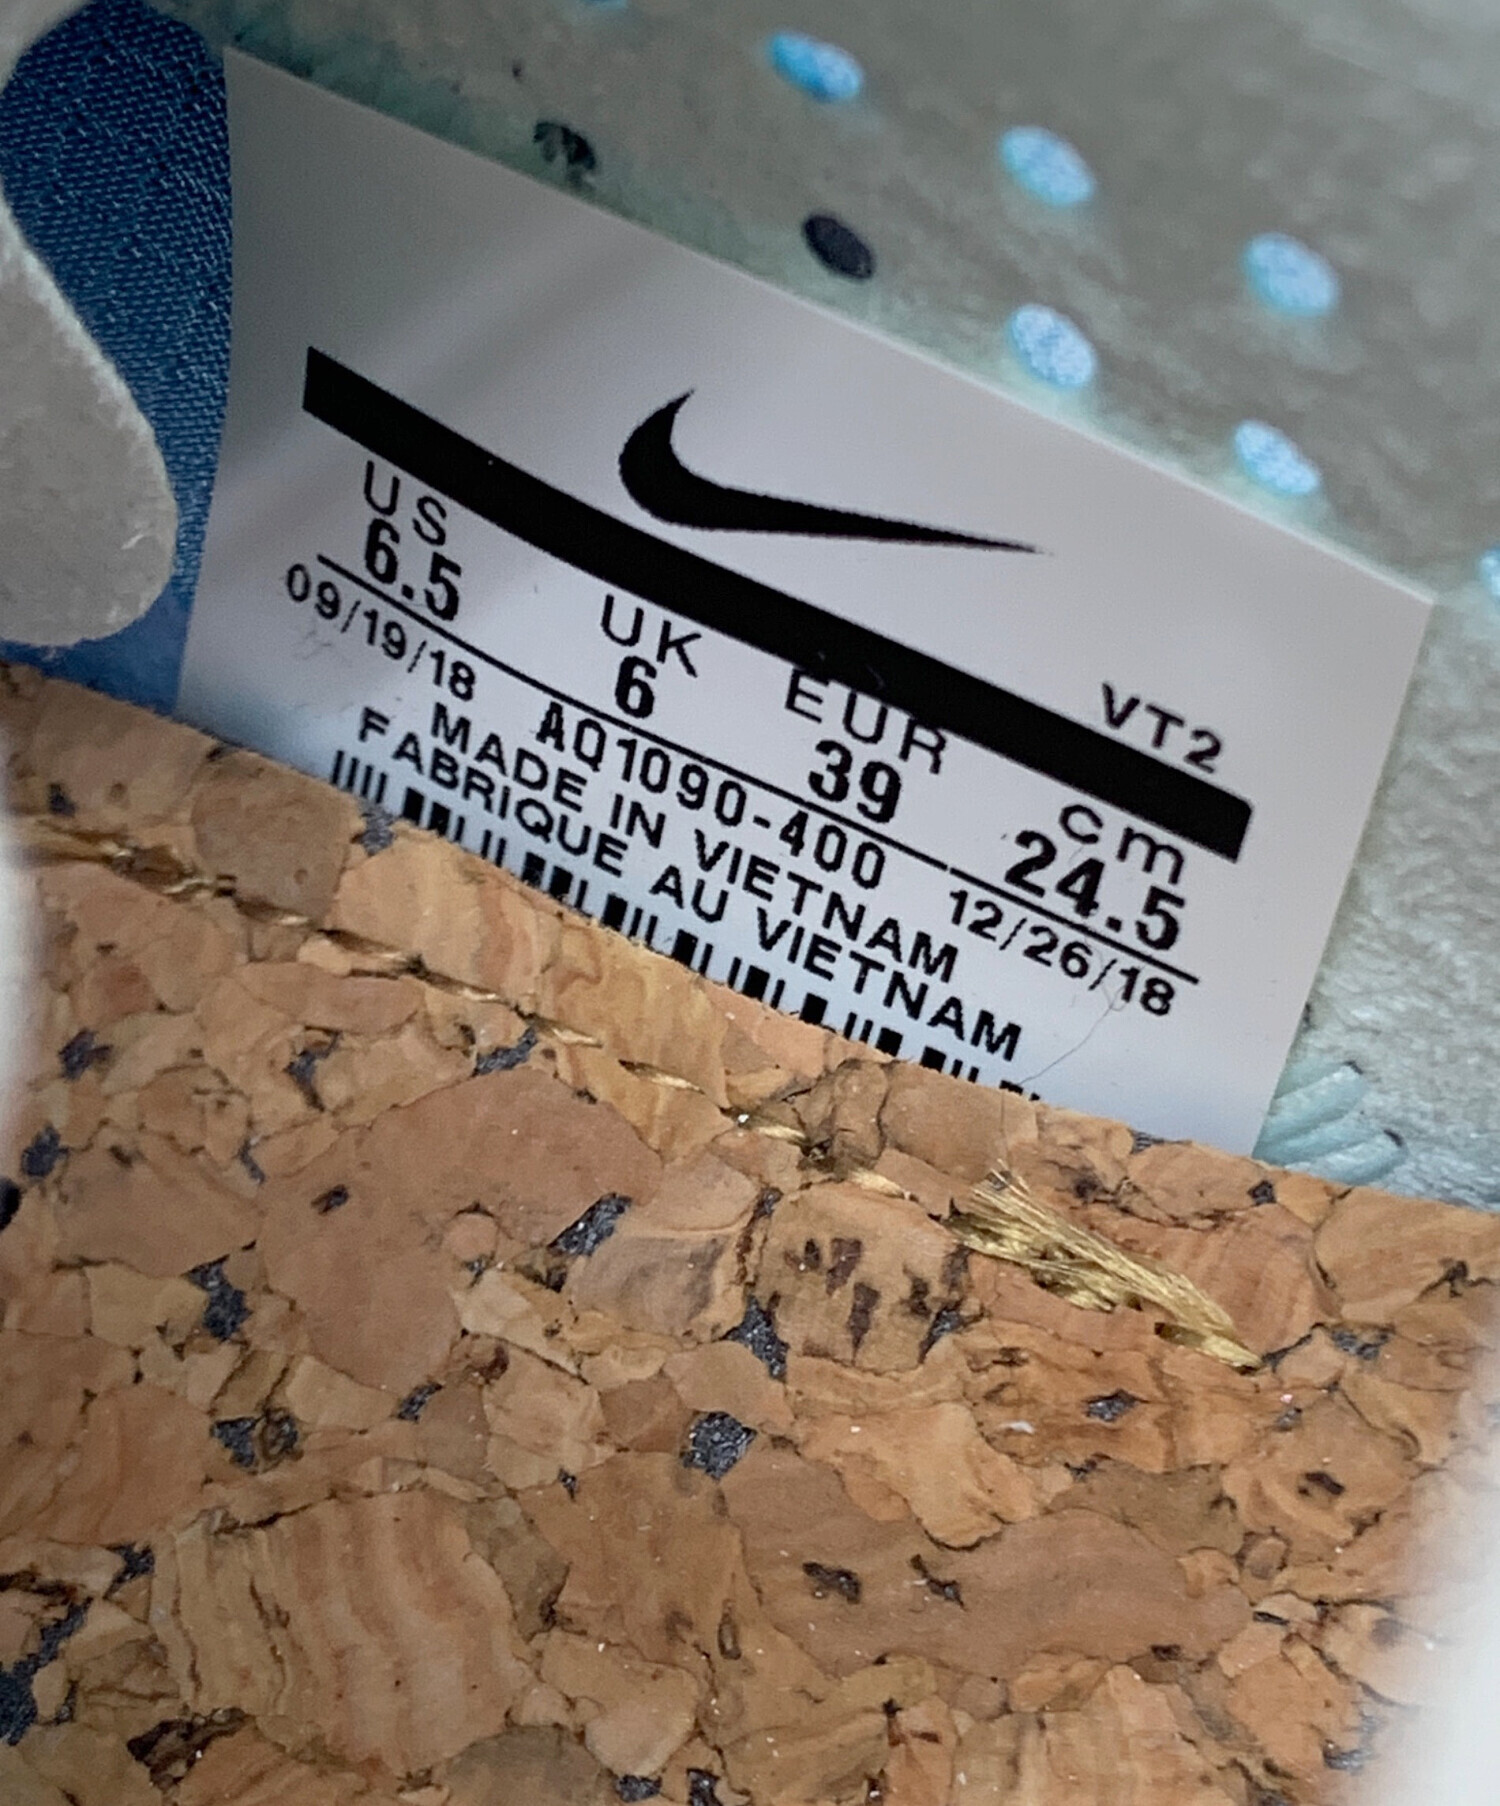 VT2
US UK EUR cm
6.5 6 39 24.5
09/19/18 AQ1090-400 12/26/18
MADE IN VIETNAM
FABRIQUE AU VIETNAM